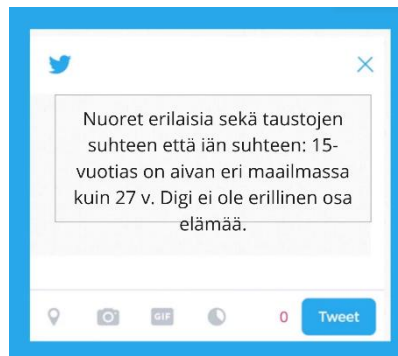 Nuoret erilaisia sekä taustojen
suhteen että iän suhteen: 15-
vuotias on aivan eri maailmassa
kuin 27 v. Digi ei ole erillinen osa
elämää.
GIF
0
Tweet